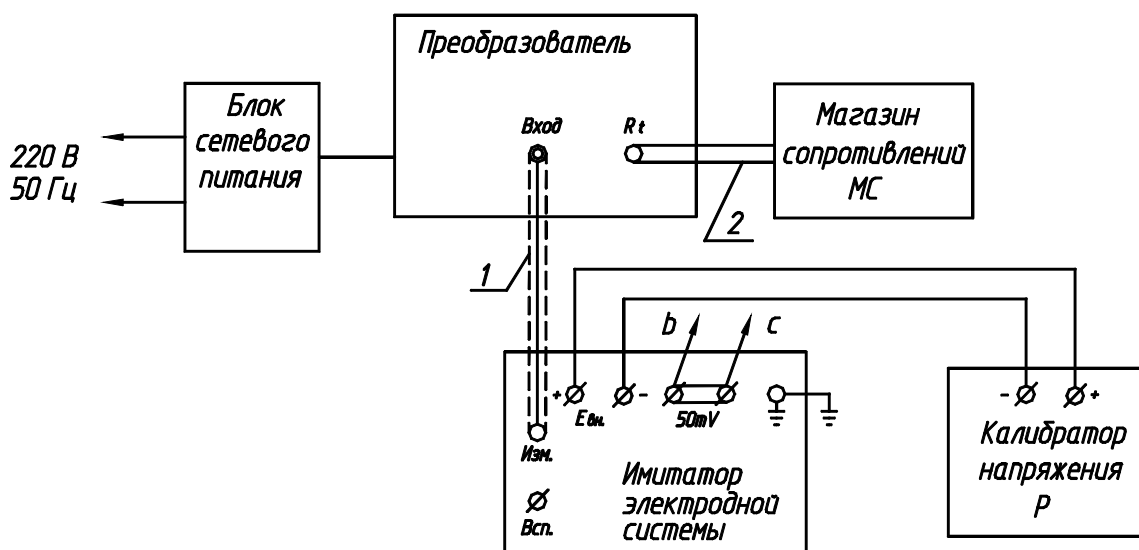 Преобразователь
Вход
Rt
Блок
сетевого
питания
220 В
50 Гц
Магазин
сопротивлений
МС
1
2
b
c
+
-
Евн.
50mV
Изм.
Всп.
Имитатор
электродной
системы
-
+
Калибратор
напряжения
Р